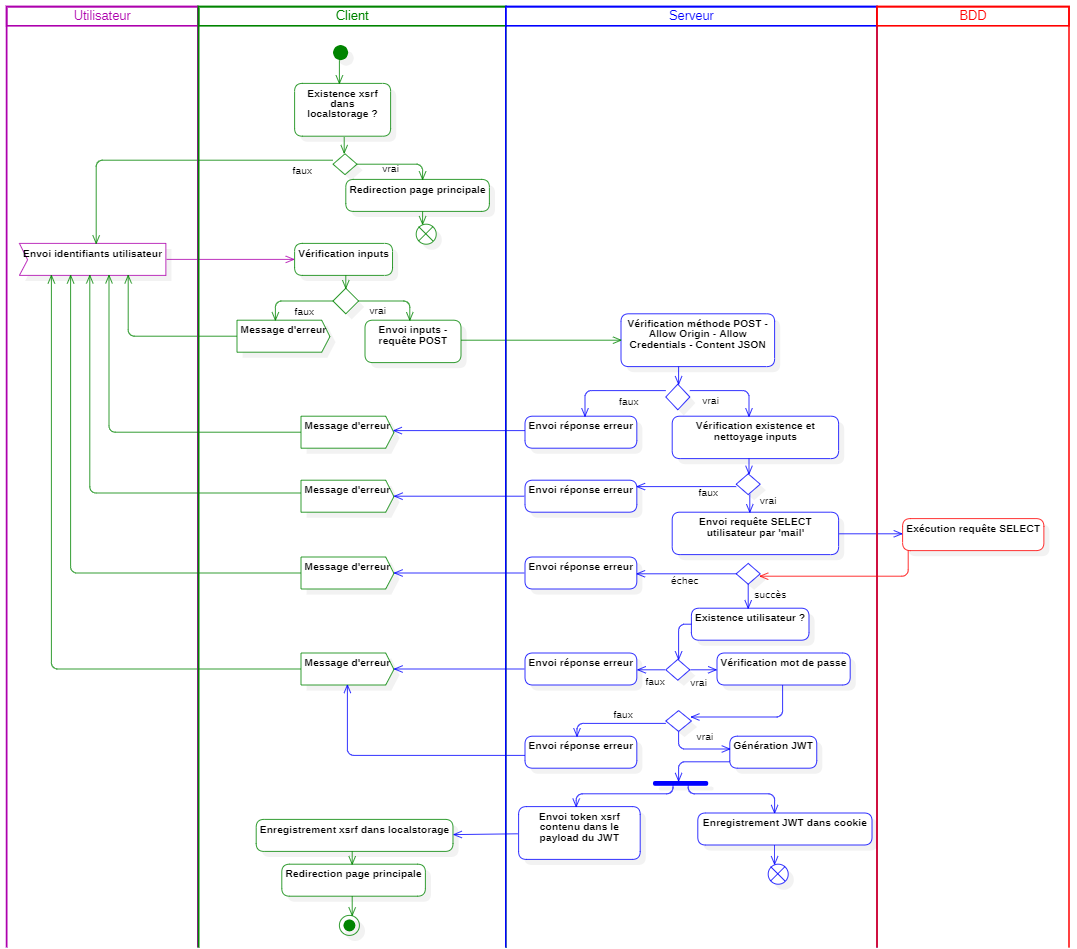 Utilisateur
Client
Serveur
BDD
Existence xsrf
dans
localstorage ?
faux
vrai
Redirection page principale
Envoi identifiants utilisateur
Vérification inputs
faux
vrai
Message d'erreur
Envoi inputs -
requête POST
Vérification méthode POST -
Allow Origin - Allow
Credentials - Content JSON
faux
vrai
Message d'erreur
Envoi réponse erreur
Vérification existence et
nettoyage inputs
Message d'erreur
Envoi réponse erreur
faux
vrai
Envoi requête SELECT
utilisateur par 'mail'
Exécution requête SELECT
Message d'erreur
Envoi réponse erreur
échec
succès
Existence utilisateur ?
Message d'erreur
Envoi réponse erreur
faux
vrai
Vérification mot de passe
faux
vrai
Envoi réponse erreur
Génération JWT
Enregistrement xsrf dans localstorage
Envoi token xsrf
contenu dans le
payload du JWT
Enregistrement JWT dans cookie
Redirection page principale